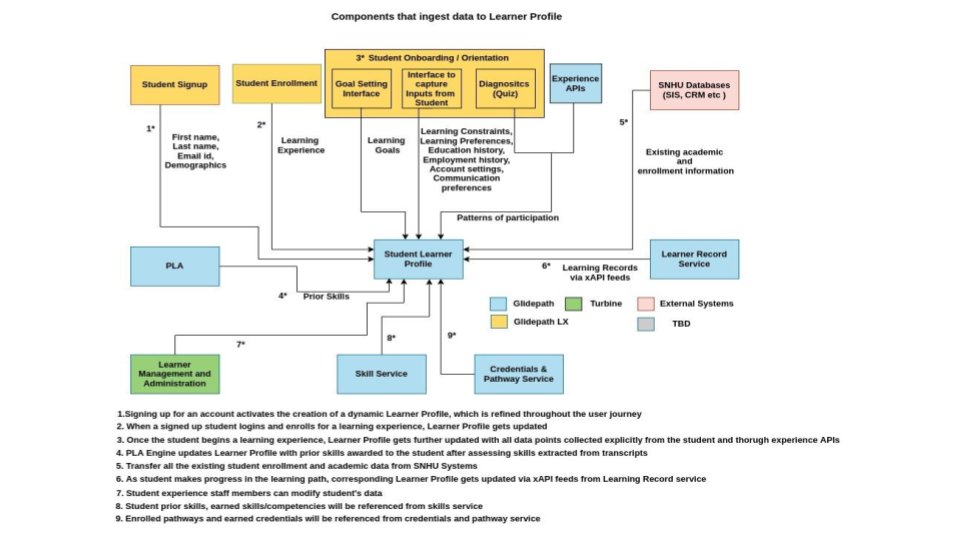 Components that ingest data to Learner Profile
3* Student Onboarding / Orientation
Student Signup
Student Enrollment
Goal Setting
Interface
Interface to
capture
Inputs from
Student
Diagnositcs
(Quiz)
Experience
APIs
SNHU Databases
(SIS, CRM etc )
1*
First name,
Last name,
Email id,
Demographics
2*
Learning
Experience
Learning
Goals
Learning Constraints,
Learning Preferences,
Education history,
Employment history,
Account settings,
Communication
preferences
5*
Existing academic
and
enrollment information
Patterns of participation
PLA
Student Learner
Profile
Learner Record
Service
6*
Learning Records
via xAPI feeds
4*
Prior Skills
Glidepath
Turbine
External Systems
Glidepath LX
TBD
7*
8*
9*
Learner
Management and
Administration
Skill Service
Credentials &
Pathway Service
1.Signing up for an account activates the creation of a dynamic Learner Profile, which is refined throughout the user journey
2. When a signed up student logins and enrolls for a learning experience, Learner Profile gets updated
3. Once the student begins a learning experience, Learner Profile gets further updated with all data points collected explicitly from the student and thorugh experience APIs
4. PLA Engine updates Learner Profile with prior skills awarded to the student after assessing skills extracted from transcripts
5. Transfer all the existing student enrollment and academic data from SNHU Systems
6. As student makes progress in the learning path, corresponding Learner Profile gets updated via xAPI feeds from Learning Record service
7. Student experience staff members can modify student's data
8. Student prior skills, earned skills/competencies will be referenced from skills service
9. Enrolled pathways and earned credentials will be referenced from credentials and pathway service